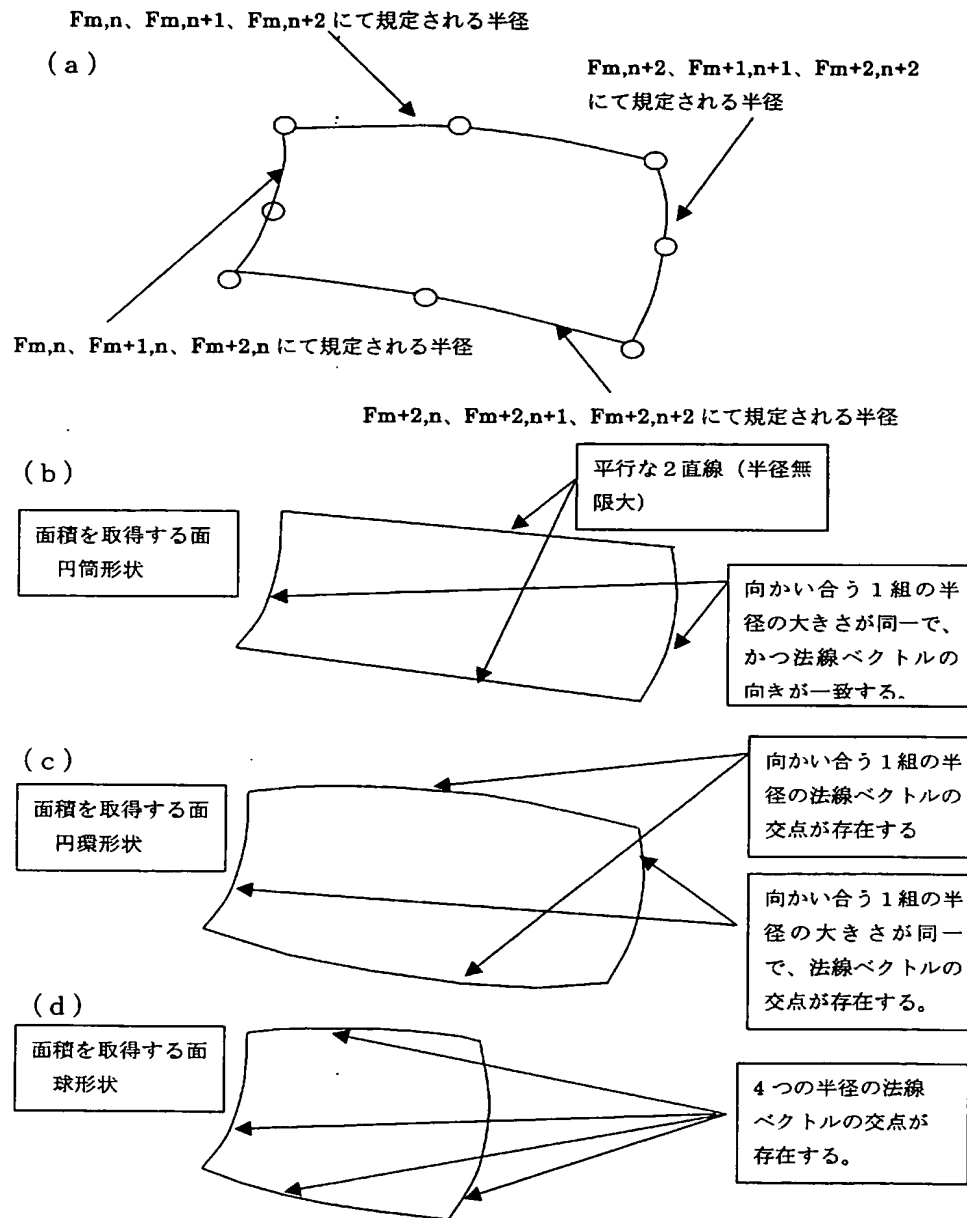 Fm,n、Fm,n+1、Fm,n+2 にて規定される半径
(a)
Fm,n+2、Fm+1,n+1、Fm+2,n+2
にて規定される半径
Fm,n、Fm+1,n、Fm+2,n にて規定される半径
Fm+2,n、Fm+2,n+1、Fm+2,n+2 にて規定される半径
(b)
平行な2直線（半径無
限大）
面積を取得する面
円筒形状
向かい合う1組の半
径の大きさが同一で、
かつ法線ベクトルの
向きが一致する。
(c)
面積を取得する面
円環形状
向かい合う1組の半
径の法線ベクトルの
交点が存在する
向かい合う1組の半
径の大きさが同一
で、法線ベクトルの
交点が存在する。
(d)
面積を取得する面
球形状
4つの半径の法線
ベクトルの交点が
存在する。